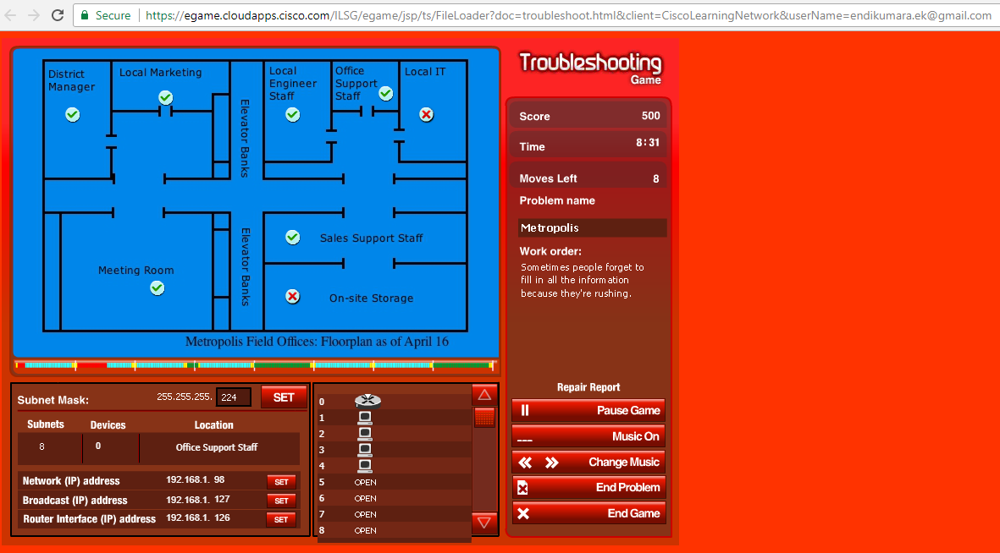 Secure
https://egame.cloudapps.cisco.com/ILSG/egame/jsp/ts/FileLoader?doc=troubleshoot.html&client=CiscoLearningNetwork&userName=endikumara.ek@gmail.com
District
Manager
Local Marketing
Elevator Banks
Local
Engineer
Staff
Office
Support
Staff
Local IT
Meeting Room
Elevator Banks
Sales Support Staff
On-site Storage
Metropolis Field Offices: Floorplan as of April 16
Troubleshooting
Game
Score 500
Time 8:31
Moves Left 8
Problem name
Metropolis
Work order:
Sometimes people forget to
fill in all the information
because they're rushing.
Repair Report
Pause Game
Music On
Change Music
End Problem
End Game
Subnet Mask: 255.255.255. 224 SET
Subnets Devices Location
8 0 Office Support Staff
Network (IP) address 192.168.1. 98 SET
Broadcast (IP) address 192.168.1. 127 SET
Router Interface (IP) address 192.168.1. 126 SET
0
1
2
3
4
5 OPEN
6 OPEN
7 OPEN
8 OPEN